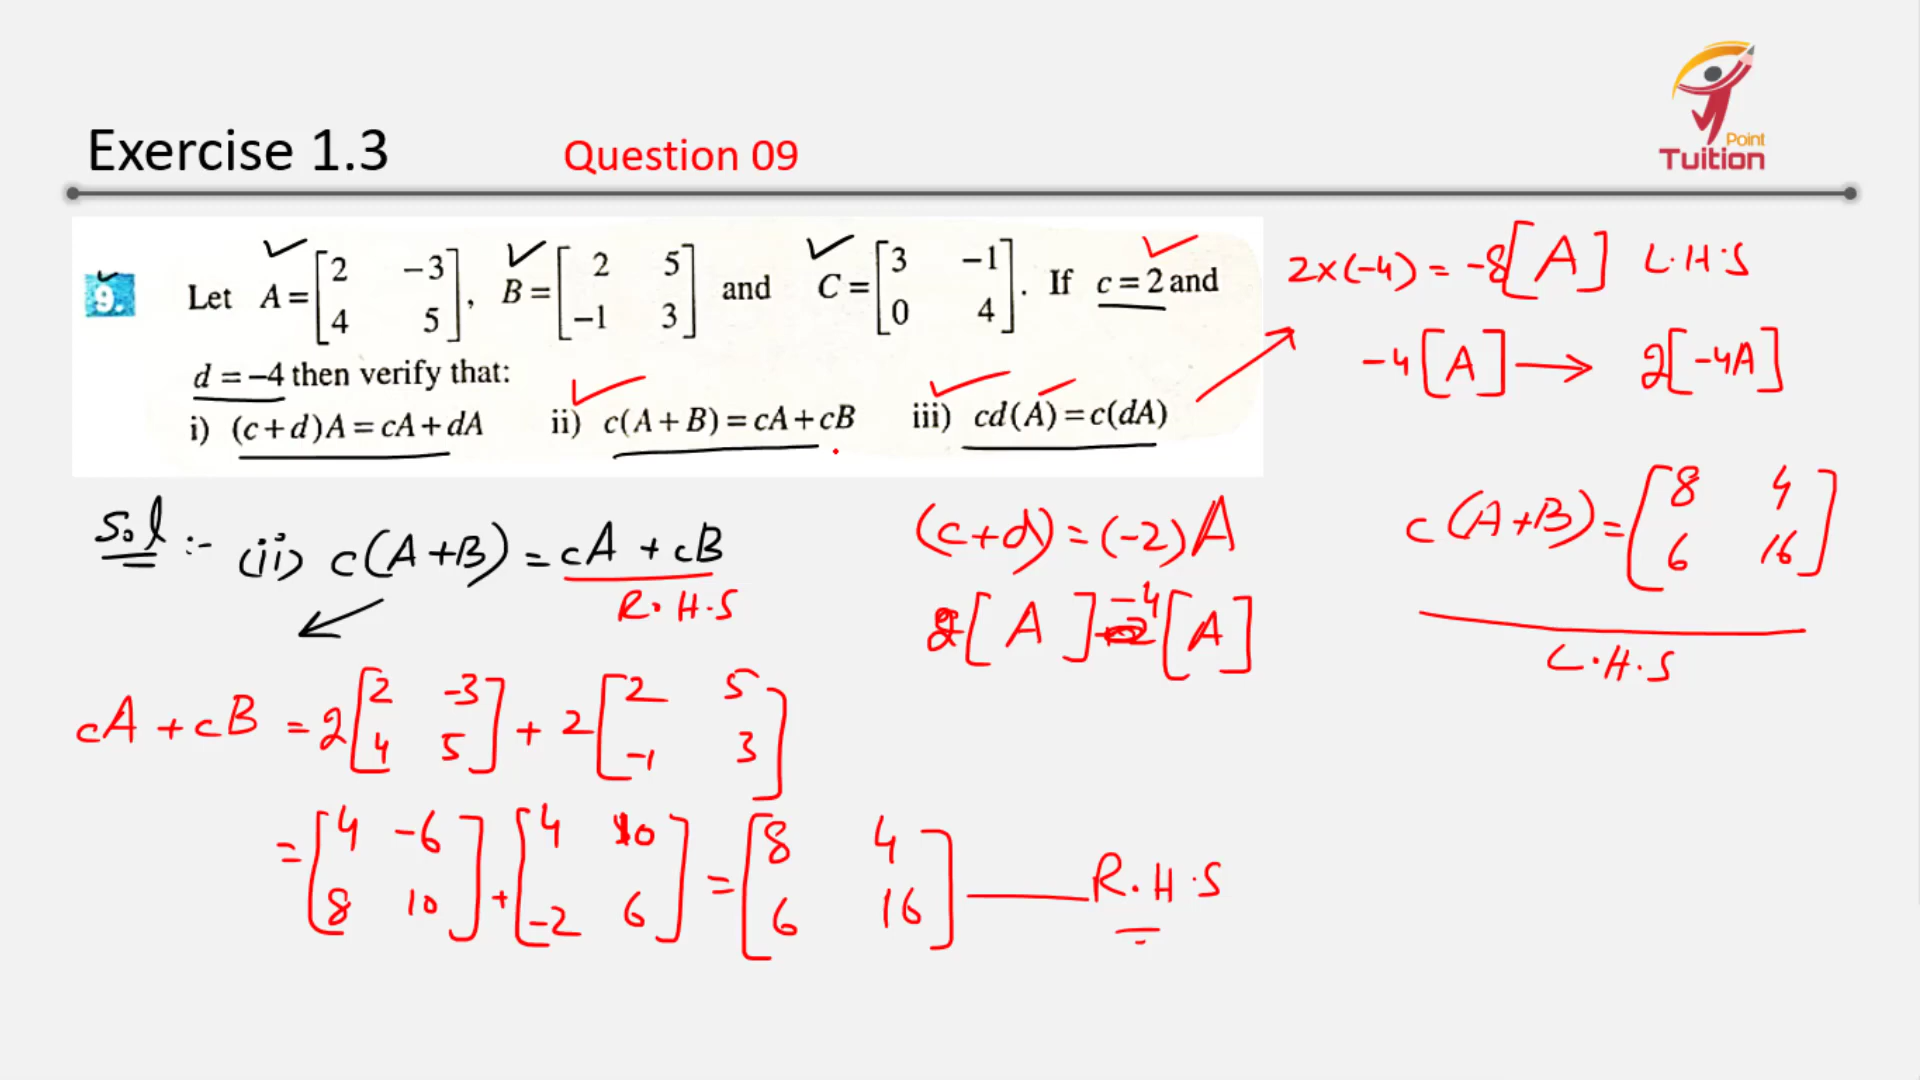 Point
Tuition
Exercise 1.3 Question 09
9. Let A = [2 −3; 4 5], B = [2 5; −1 3] and C = [3 −1; 0 4]. If c = 2 and
d = −4 then verify that:
i) (c+d)A = cA+dA ii) c(A+B) = cA+cB iii) cd(A) = c(dA)
2×(−4) = −8[A] L.H.S
−4[A] → 2[−4A]
Sol :- (ii) c(A+B) = cA + cB
R.H.S
(c+d) = (−2)A
2[A] −4[A]
c(A+B) = [8 4; 6 16]
L.H.S
cA + cB = 2[2 −3; 4 5] + 2[2 5; −1 3]
= [4 −6; 8 10] + [4 10; −2 6] = [8 4; 6 16] — R.H.S